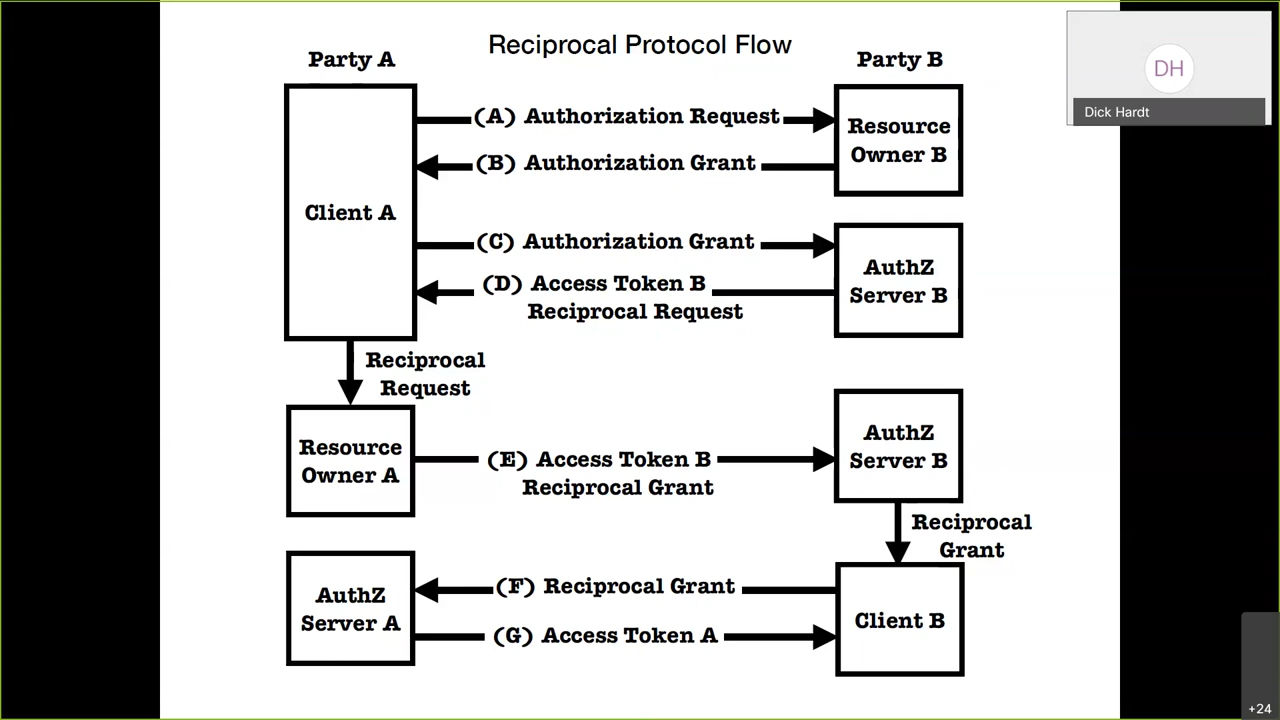 Reciprocal Protocol Flow
Party A
Party B
DH
Dick Hardt
Client A
(A) Authorization Request
Resource
Owner B
(B) Authorization Grant
(C) Authorization Grant
AuthZ
Server B
(D) Access Token B
Reciprocal Request
Reciprocal
Request
Resource
Owner A
(E) Access Token B
Reciprocal Grant
AuthZ
Server B
Reciprocal
Grant
AuthZ
Server A
(F) Reciprocal Grant
(G) Access Token A
Client B
+24